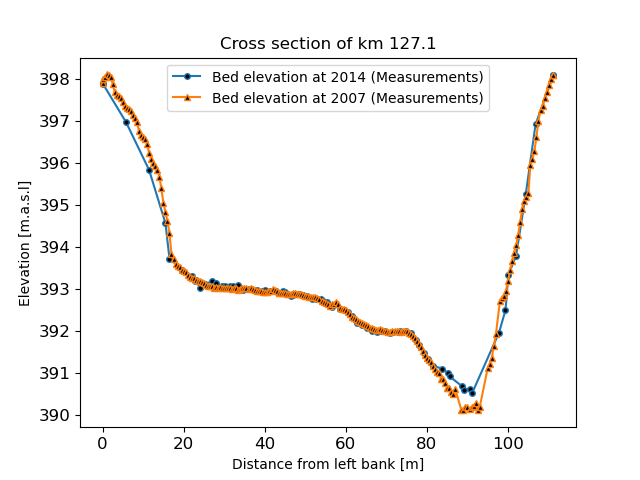 Cross section of km 127.1
Bed elevation at 2014 (Measurements)
Bed elevation at 2007 (Measurements)
Elevation [m.a.s.l]
398
397
396
395
394
393
392
391
390
0 20 40 60 80 100
Distance from left bank [m]